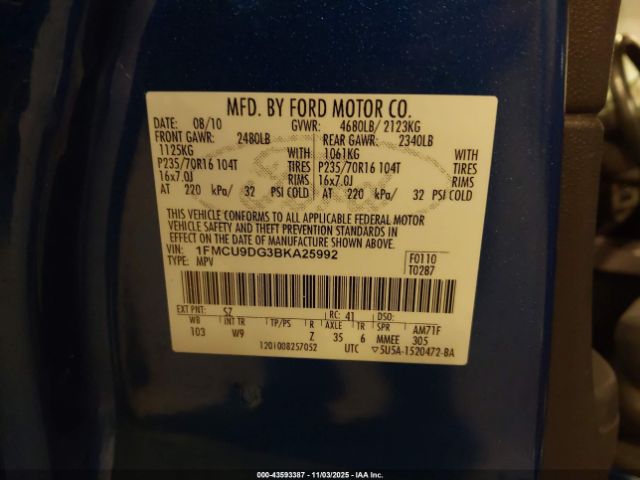 MFD. BY FORD MOTOR CO.
DATE: 08/10 GVWR: 4680LB/ 2123KG
FRONT GAWR: 2480LB REAR GAWR: 2340LB
1125KG WITH 1061KG WITH
P235/70R16 104T TIRES P235/70R16 104T TIRES
16x7.0J RIMS 16x7.0J RIMS
AT 220 kPa/ 32 PSI COLD AT 220 kPa/ 32 PSI COLD
THIS VEHICLE CONFORMS TO ALL APPLICABLE FEDERAL MOTOR
VEHICLE SAFETY, BUMPER, AND THEFT PREVENTION STANDARDS IN
EFFECT ON THE DATE OF MANUFACTURE SHOWN ABOVE.
VIN: 1FMCU9DG3BKA25992 F0110
TYPE: MPV T0287
EXT PNT: SZ RC: 41 DSO:
WB INT TR TP/PS R AXLE TR SPR AM71F
103 W9 Z 35 6 MMEE 305
1201008257052 UTC ▽5U5A-1520472-BA
000-43593387 - 11/03/2025 - IAA Inc.